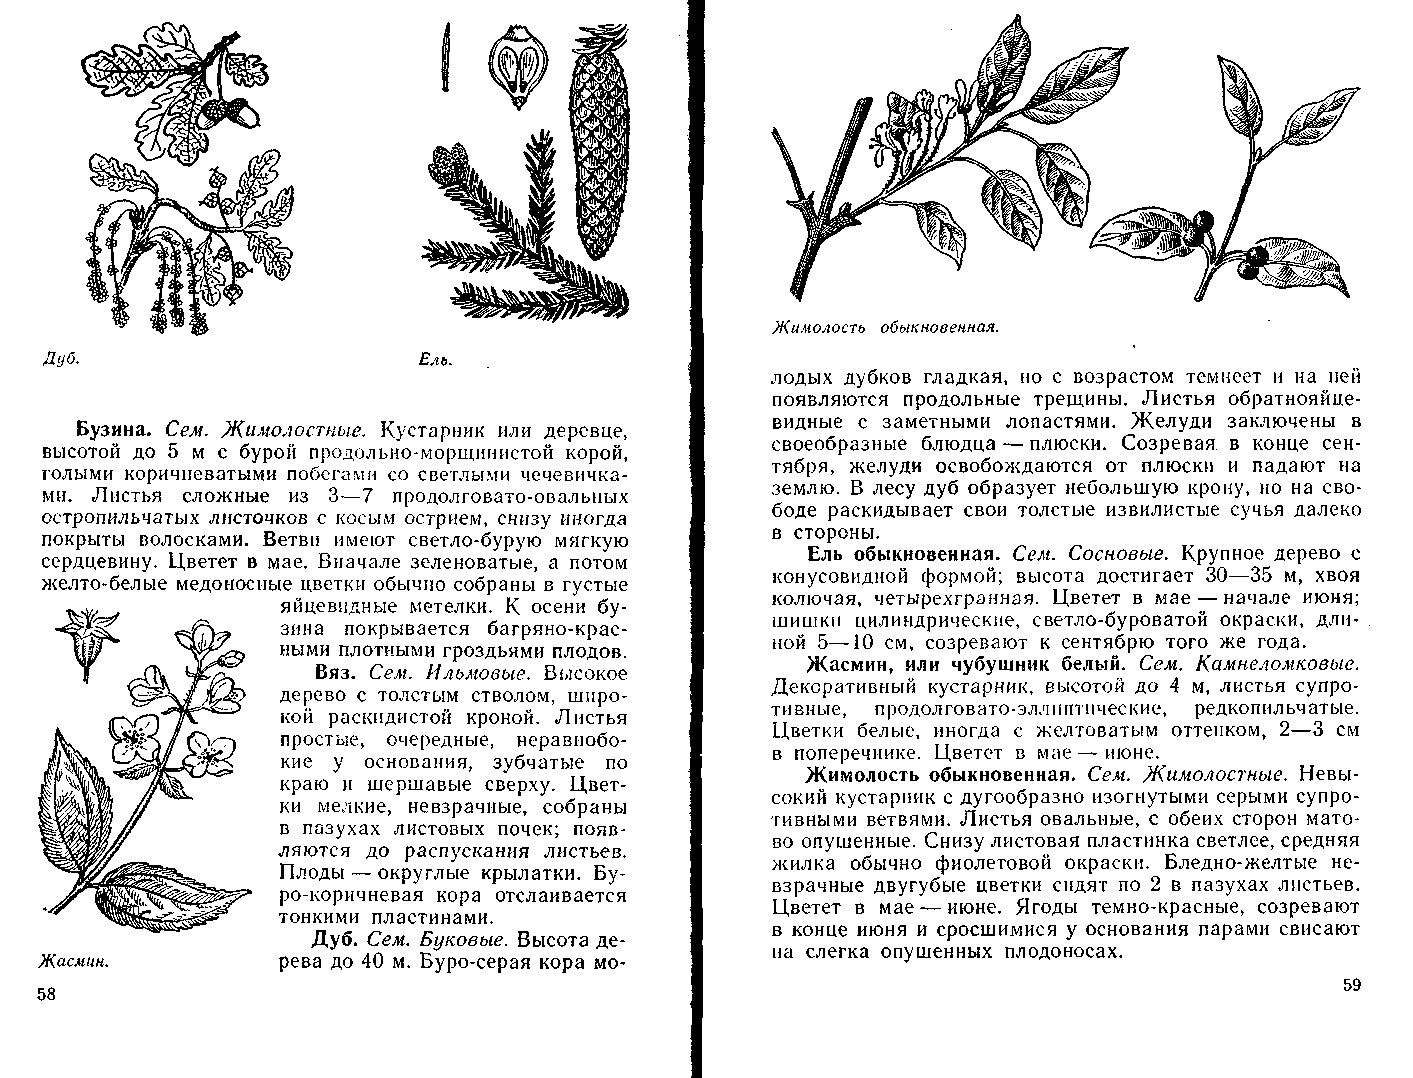 Дуб.
Ель.
Бузина. Сем. Жимолостные. Кустарник или деревце,
высотой до 5 м с бурой продольно-морщинистой корой,
голыми коричневатыми побегами со светлыми чечевичка-
ми. Листья сложные из 3—7 продолговато-овальных
остропильчатых листочков с косым острием, снизу иногда
покрыты волосками. Ветви имеют светло-бурую мягкую
сердцевину. Цветет в мае. Вначале зеленоватые, а потом
желто-белые медоносные цветки обычно собраны в густые
яйцевидные метелки. К осени бу-
зина покрывается багряно-крас-
ными плотными гроздьями плодов.
Вяз. Сем. Ильмовые. Высокое
дерево с толстым стволом, широ-
кой раскидистой кроной. Листья
простые, очередные, неравнобо-
кие у основания, зубчатые по
краю и шершавые сверху. Цвет-
ки мелкие, невзрачные, собраны
в пазухах листовых почек; появ-
ляются до распускания листьев.
Плоды — округлые крылатки. Бу-
ро-коричневая кора отслаивается
тонкими пластинами.
Дуб. Сем. Буковые. Высота де-
рева до 40 м. Буро-серая кора мо-
Жасмин.
58
Жимолость обыкновенная.
лодых дубков гладкая, но с возрастом темнеет и на ней
появляются продольные трещины. Листья обратнояйце-
видные с заметными лопастями. Желуди заключены в
своеобразные блюдца — плюски. Созревая в конце сен-
тября, желуди освобождаются от плюски и падают на
землю. В лесу дуб образует небольшую крону, но на сво-
боде раскидывает свои толстые извилистые сучья далеко
в стороны.
Ель обыкновенная. Сем. Сосновые. Крупное дерево с
конусовидной формой; высота достигает 30—35 м, хвоя
колючая, четырехгранная. Цветет в мае — начале июня;
шишки цилиндрические, светло-буроватой окраски, дли-
ной 5—10 см, созревают к сентябрю того же года.
Жасмин, или чубушник белый. Сем. Камнеломковые.
Декоративный кустарник, высотой до 4 м, листья супро-
тивные, продолговато-эллиптические, редкопильчатые.
Цветки белые, иногда с желтоватым оттенком, 2—3 см
в поперечнике. Цветет в мае — июне.
Жимолость обыкновенная. Сем. Жимолостные. Невы-
сокий кустарник с дугообразно изогнутыми серыми супро-
тивными ветвями. Листья овальные, с обеих сторон мато-
во опушенные. Снизу листовая пластинка светлее, средняя
жилка обычно фиолетовой окраски. Бледно-желтые не-
взрачные двугубые цветки сидят по 2 в пазухах листьев.
Цветет в мае — июне. Ягоды темно-красные, созревают
в конце июня и сросшимися у основания парами свисают
на слегка опушенных плодоносах.
59